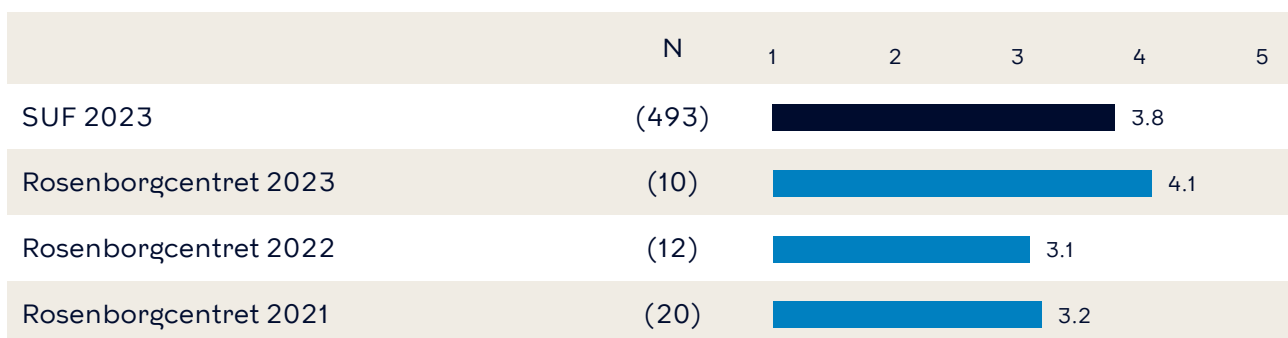 N 1 2 3 4 5
SUF 2023 (493) 3.8
Rosenborgcentret 2023 (10) 4.1
Rosenborgcentret 2022 (12) 3.1
Rosenborgcentret 2021 (20) 3.2